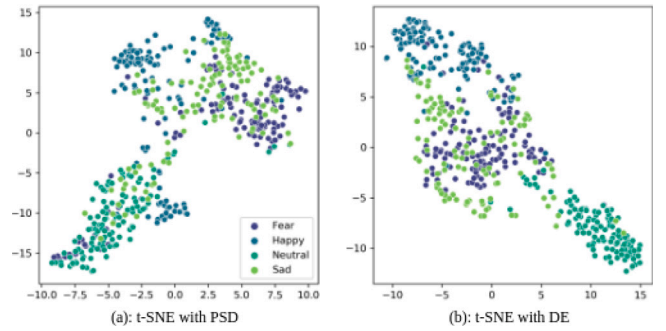 15
10
5
0
−5
−10
−15
−10.0 −7.5 −5.0 −2.5 0.0 2.5 5.0 7.5 10.0
Fear
Happy
Neutral
Sad
(a): t-SNE with PSD
10
5
0
−5
−10
−10 −5 0 5 10 15
(b): t-SNE with DE